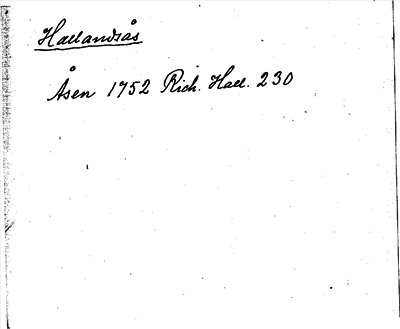 Hallandsås
Åsen 1752 Rich. Hall. 230